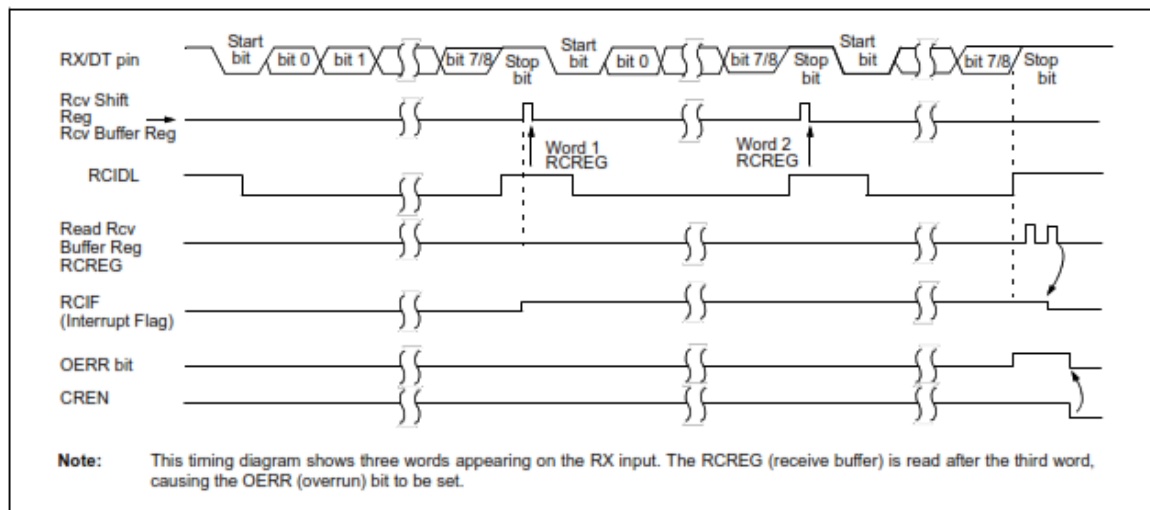 RX/DT pin
Start bit
bit 0
bit 1
bit 7/8
Stop bit
Start bit
bit 0
bit 7/8
Stop bit
Start bit
bit 7/8
Stop bit
Rcv Shift
Reg
Rcv Buffer Reg
Word 1
RCREG
Word 2
RCREG
RCIDL
Read Rcv
Buffer Reg
RCREG
RCIF
(Interrupt Flag)
OERR bit
CREN
Note: This timing diagram shows three words appearing on the RX input. The RCREG (receive buffer) is read after the third word,
causing the OERR (overrun) bit to be set.